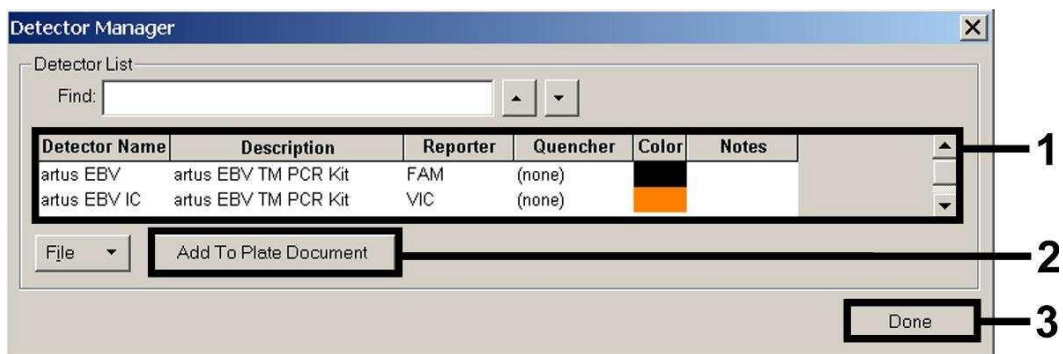 Detector Manager
Detector List
Find:
Detector Name Description Reporter Quencher Color Notes
1
artus EBV artus EBV TM PCR Kit FAM (none)
artus EBV IC artus EBV TM PCR Kit VIC (none)
File Add To Plate Document
2
Done
3